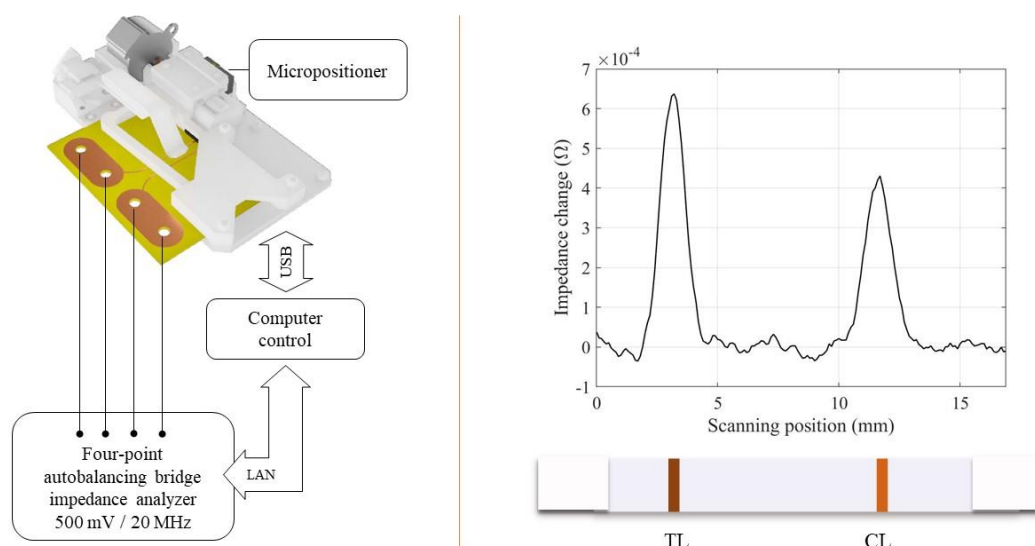 Micropositioner
USB
Computer
control
LAN
Four-point
autobalancing bridge
impedance analyzer
500 mV / 20 MHz
×10⁻⁴
7
6
5
4
3
2
1
0
-1
Impedance change (Ω)
0
5
10
15
Scanning position (mm)
TL
CL